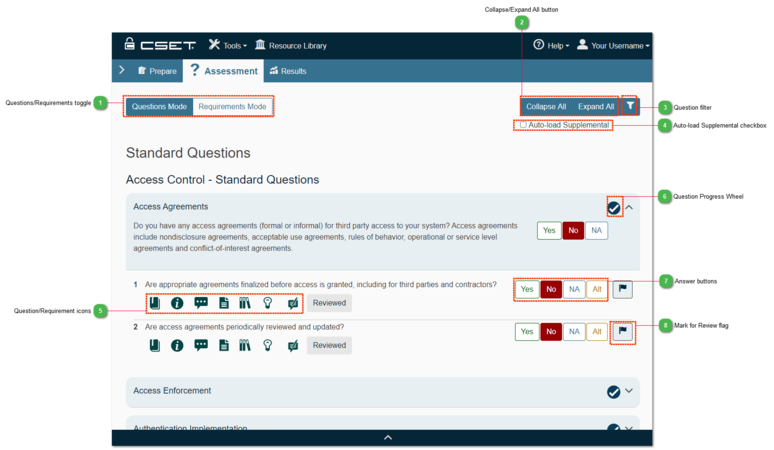 Collapse/Expand All button
2
CSET
Tools
Resource Library
Help
Your Username
Prepare
? Assessment
Results
Questions/Requirements toggle
1
Questions Mode
Requirements Mode
Collapse All
Expand All
3
Question filter
Auto-load Supplemental
4
Auto-load Supplemental checkbox
Standard Questions
Access Control - Standard Questions
6
Question Progress Wheel
Access Agreements
Do you have any access agreements (formal or informal) for third party access to your system? Access agreements
include nondisclosure agreements, acceptable use agreements, rules of behavior, operational or service level
agreements and conflict-of-interest agreements.
Yes
No
NA
1 Are appropriate agreements finalized before access is granted, including for third parties and contractors?
Yes
No
NA
Alt
7
Answer buttons
Question/Requirement icons
5
Reviewed
2 Are access agreements periodically reviewed and updated?
Yes
No
NA
Alt
8
Mark for Review flag
Reviewed
Access Enforcement
Authentication Implementation